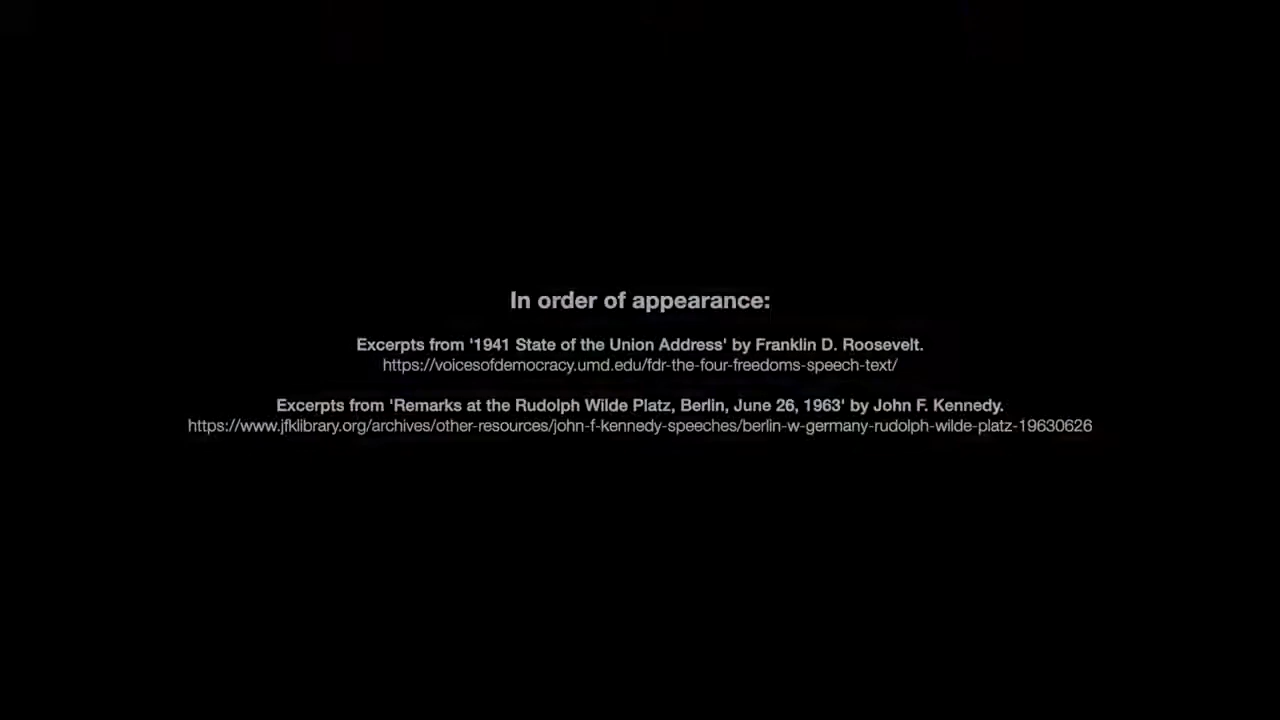 In order of appearance:
Excerpts from '1941 State of the Union Address' by Franklin D. Roosevelt.
https://voicesofdemocracy.umd.edu/fdr-the-four-freedoms-speech-text/
Excerpts from 'Remarks at the Rudolph Wilde Platz, Berlin, June 26, 1963' by John F. Kennedy.
https://www.jfklibrary.org/archives/other-resources/john-f-kennedy-speeches/berlin-w-germany-rudolph-wilde-platz-19630626